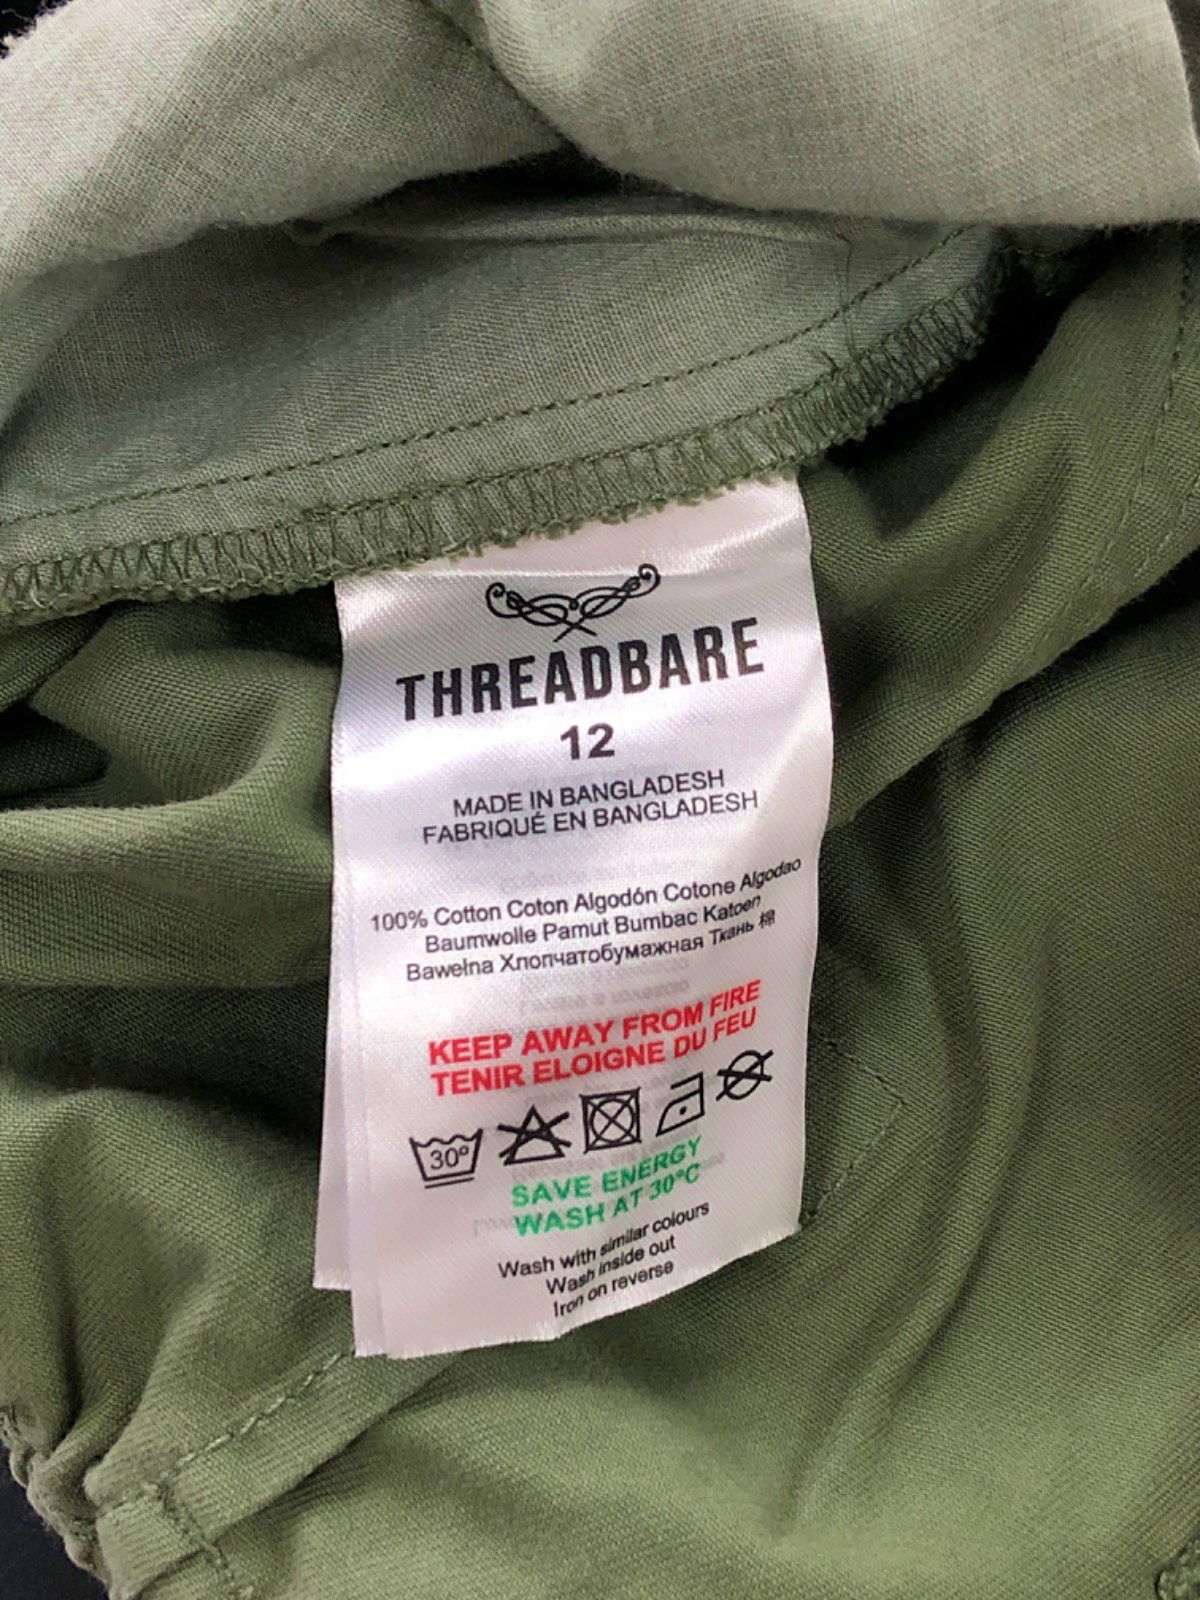 THREADBARE
12
MADE IN BANGLADESH
FABRIQUÉ EN BANGLADESH
100% Cotton Coton Algodón Cotone Algodao
Baumwolle Pamut Bumbac Katoen
Bawełna Хлопчатобумажная Ткань 棉
KEEP AWAY FROM FIRE
TENIR ELOIGNE DU FEU
30°
SAVE ENERGY
WASH AT 30°C
Wash with similar colours
Wash inside out
Iron on reverse